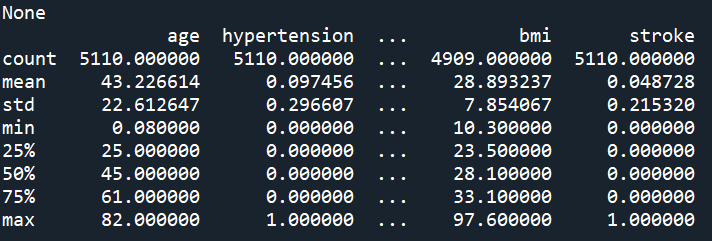 None
age hypertension ... bmi stroke
count 5110.000000 5110.000000 ... 4909.000000 5110.000000
mean 43.226614 0.097456 ... 28.893237 0.048728
std 22.612647 0.296607 ... 7.854067 0.215320
min 0.080000 0.000000 ... 10.300000 0.000000
25% 25.000000 0.000000 ... 23.500000 0.000000
50% 45.000000 0.000000 ... 28.100000 0.000000
75% 61.000000 0.000000 ... 33.100000 0.000000
max 82.000000 1.000000 ... 97.600000 1.000000